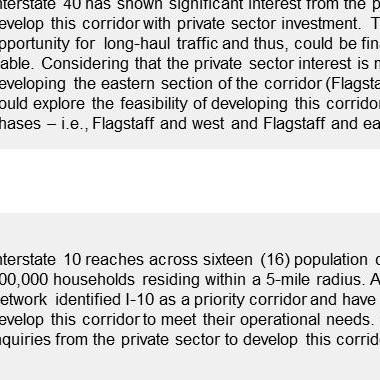 nterstate 40 has shown significant interest from the p
evelop this corridor with private sector investment. T
pportunity for long-haul traffic and thus, could be fin
able. Considering that the private sector interest is
eveloping the eastern section of the corridor (Flagsta
ould explore the feasibility of developing this corrido
hases – i.e., Flagstaff and west and Flagstaff and ea
nterstate 10 reaches across sixteen (16) population
00,000 households residing within a 5-mile radius. A
etwork identified I-10 as a priority corridor and have
evelop this corridor to meet their operational needs.
nquiries from the private sector to develop this corrid